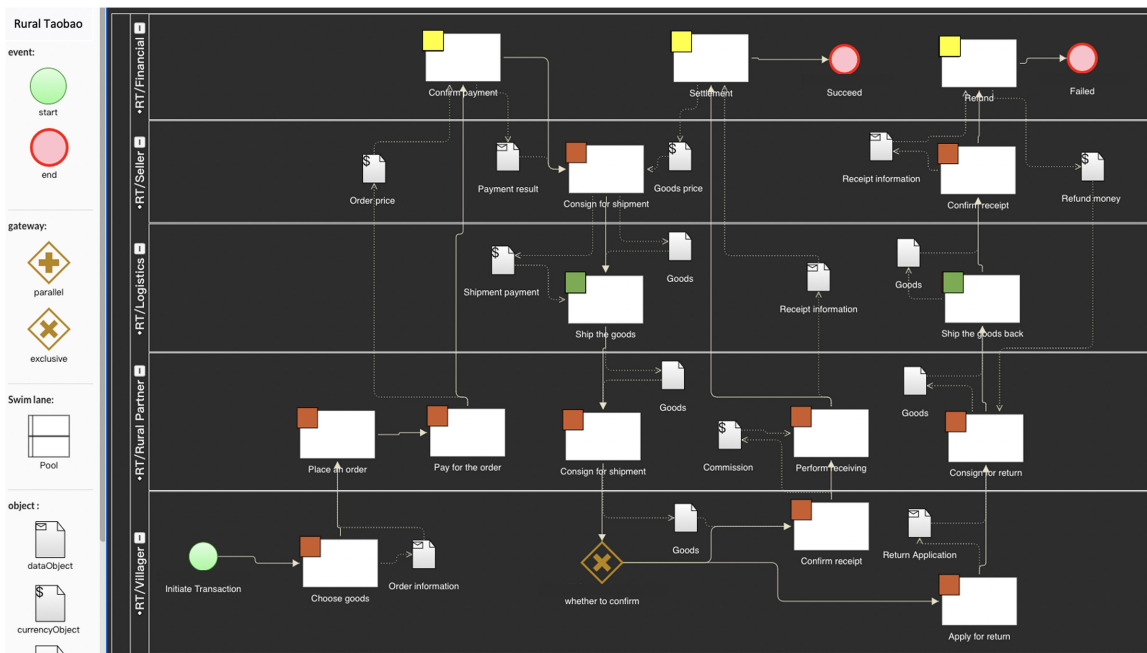 Rural Taobao
event:
start
end
gateway:
parallel
exclusive
Swim lane:
Pool
object :
dataObject
$
currencyObject
•RT/Financial
Confirm payment
Settlement
Succeed
Refund
Failed
•RT/Seller
$
Order price
Payment result
Consign for shipment
$
Goods price
Receipt information
Confirm receipt
$
Refund money
•RT/Logistics
$
Shipment payment
Goods
Ship the goods
Receipt information
Goods
Ship the goods back
•RT/Rural Partner
Place an order
Pay for the order
Goods
Consign for shipment
$
Commission
Perform receiving
Goods
Consign for return
•RT/Villager
Initiate Transaction
Choose goods
Order information
whether to confirm
Goods
Confirm receipt
Return Application
Apply for return